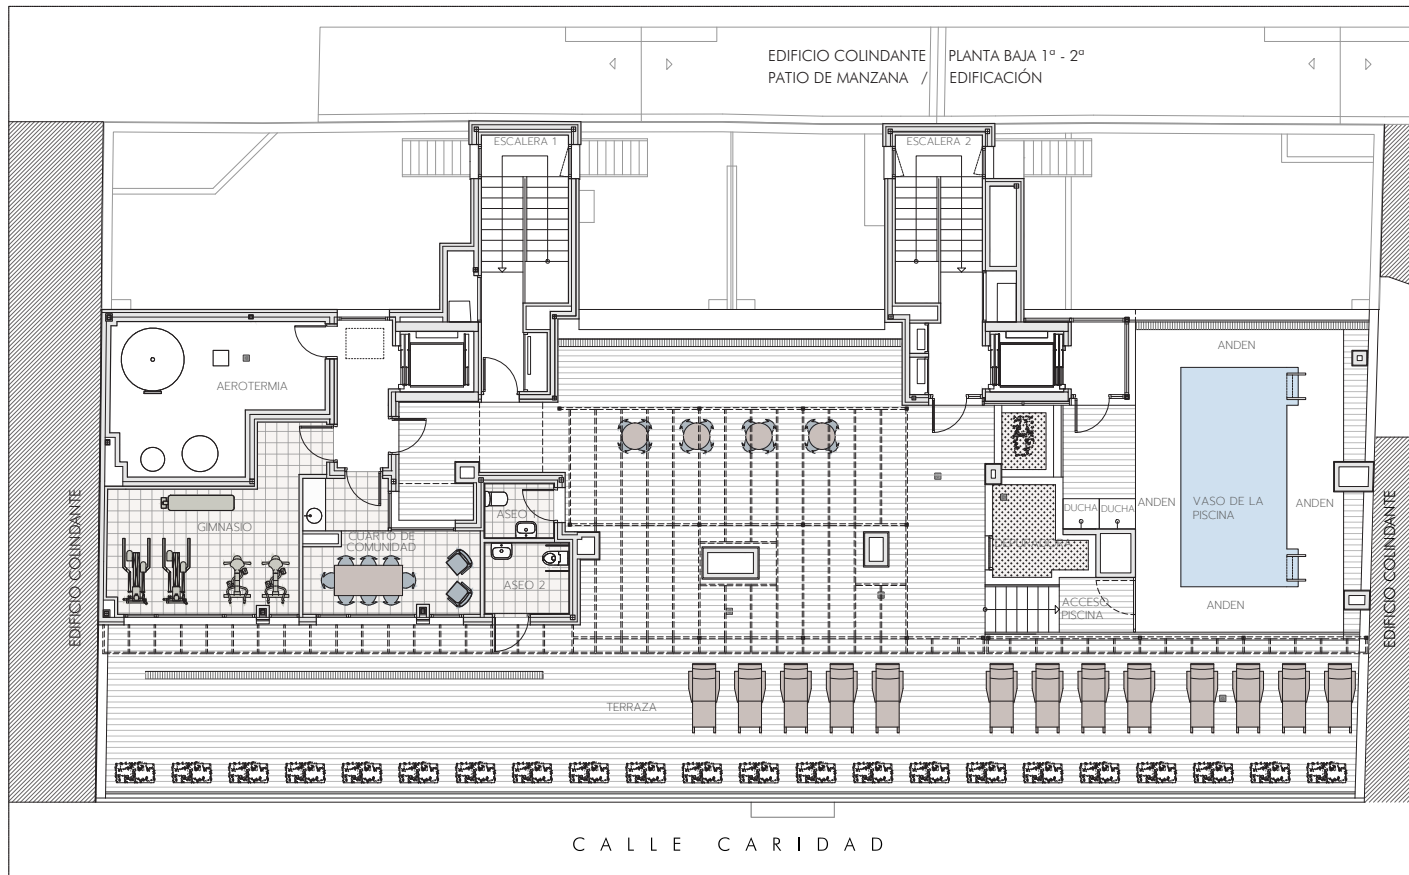 EDIFICIO COLINDANTE PLANTA BAJA 1ª - 2ª
PATIO DE MANZANA / EDIFICACIÓN
ESCALERA 1
ESCALERA 2
ANDEN
AEROTERMIA
EDIFICIO COLINDANTE
GIMNASIO
CUARTO DE
COMUNIDAD
ASEO 1
ASEO 2
DUCHA
DUCHA
ANDEN
VASO DE LA
PISCINA
ANDEN
ANDEN
ACCESO
PISCINA
EDIFICIO COLINDANTE
TERRAZA
CALLE CARIDAD